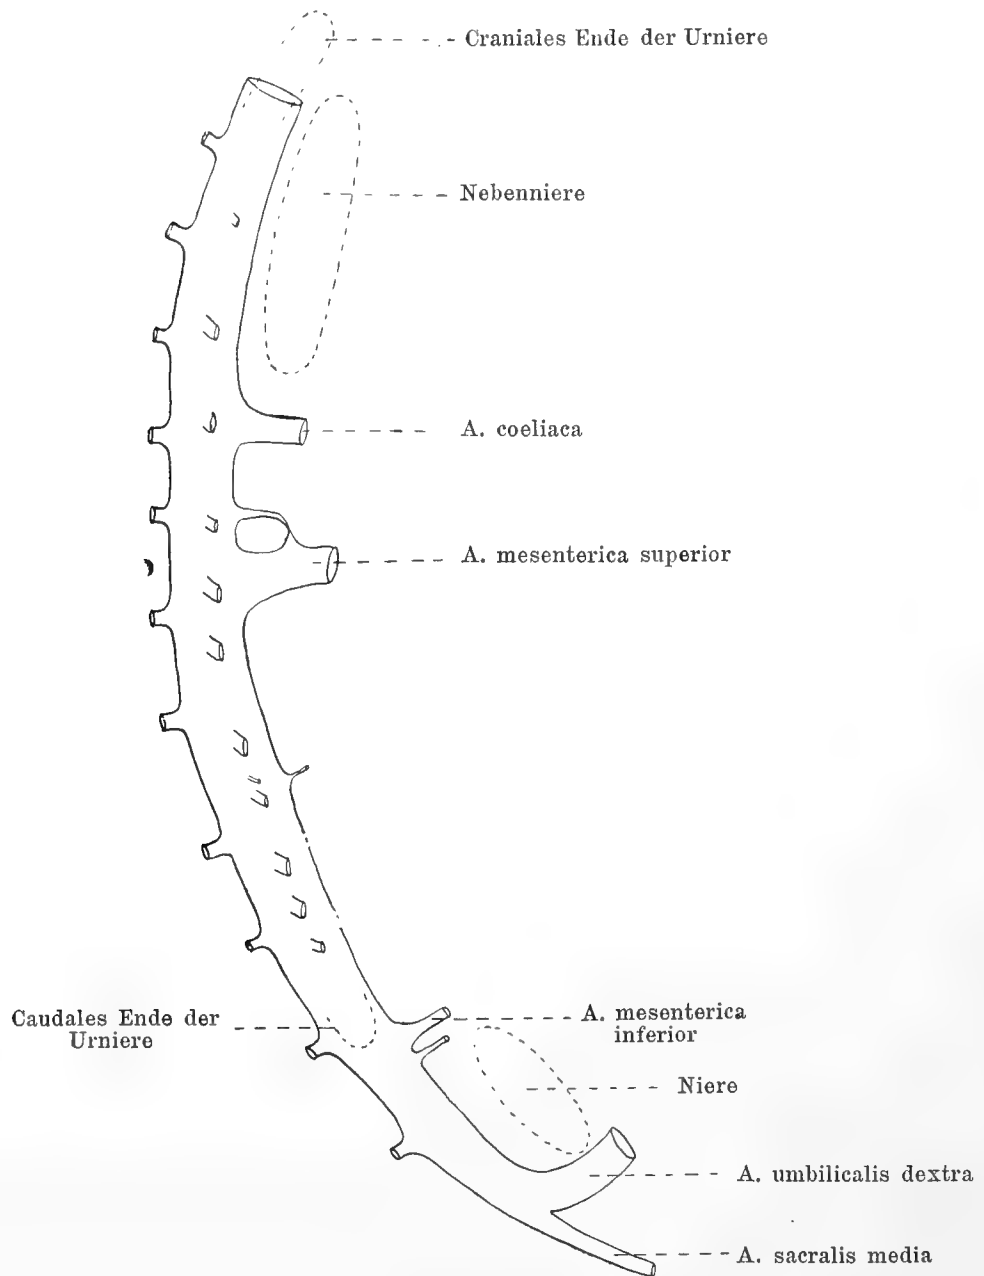 Craniales Ende der Urniere
Nebenniere
A. coeliaca
A. mesenterica superior
Caudales Ende der
Urniere
A. mesenterica
inferior
Niere
A. umbilicalis dextra
A. sacralis media